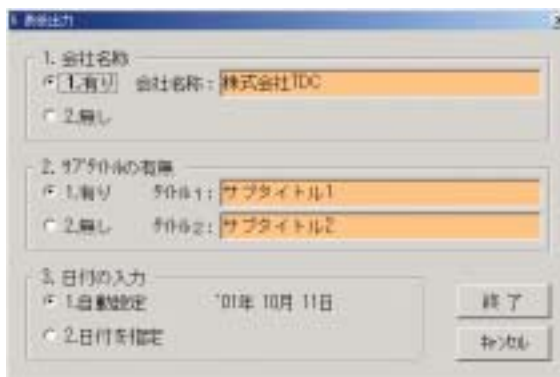 表紙出力
1. 会社名称
1.有り 会社名称: 株式会社TDC
2.無し
2. ｻﾌﾞﾀｲﾄﾙの有無
1.有り ﾀｲﾄﾙ1: サブタイトル1
2.無し ﾀｲﾄﾙ2: サブタイトル2
3. 日付の入力
1.自動設定 '01年 10月 11日
2.日付を指定
終了
ｷｬﾝｾﾙ